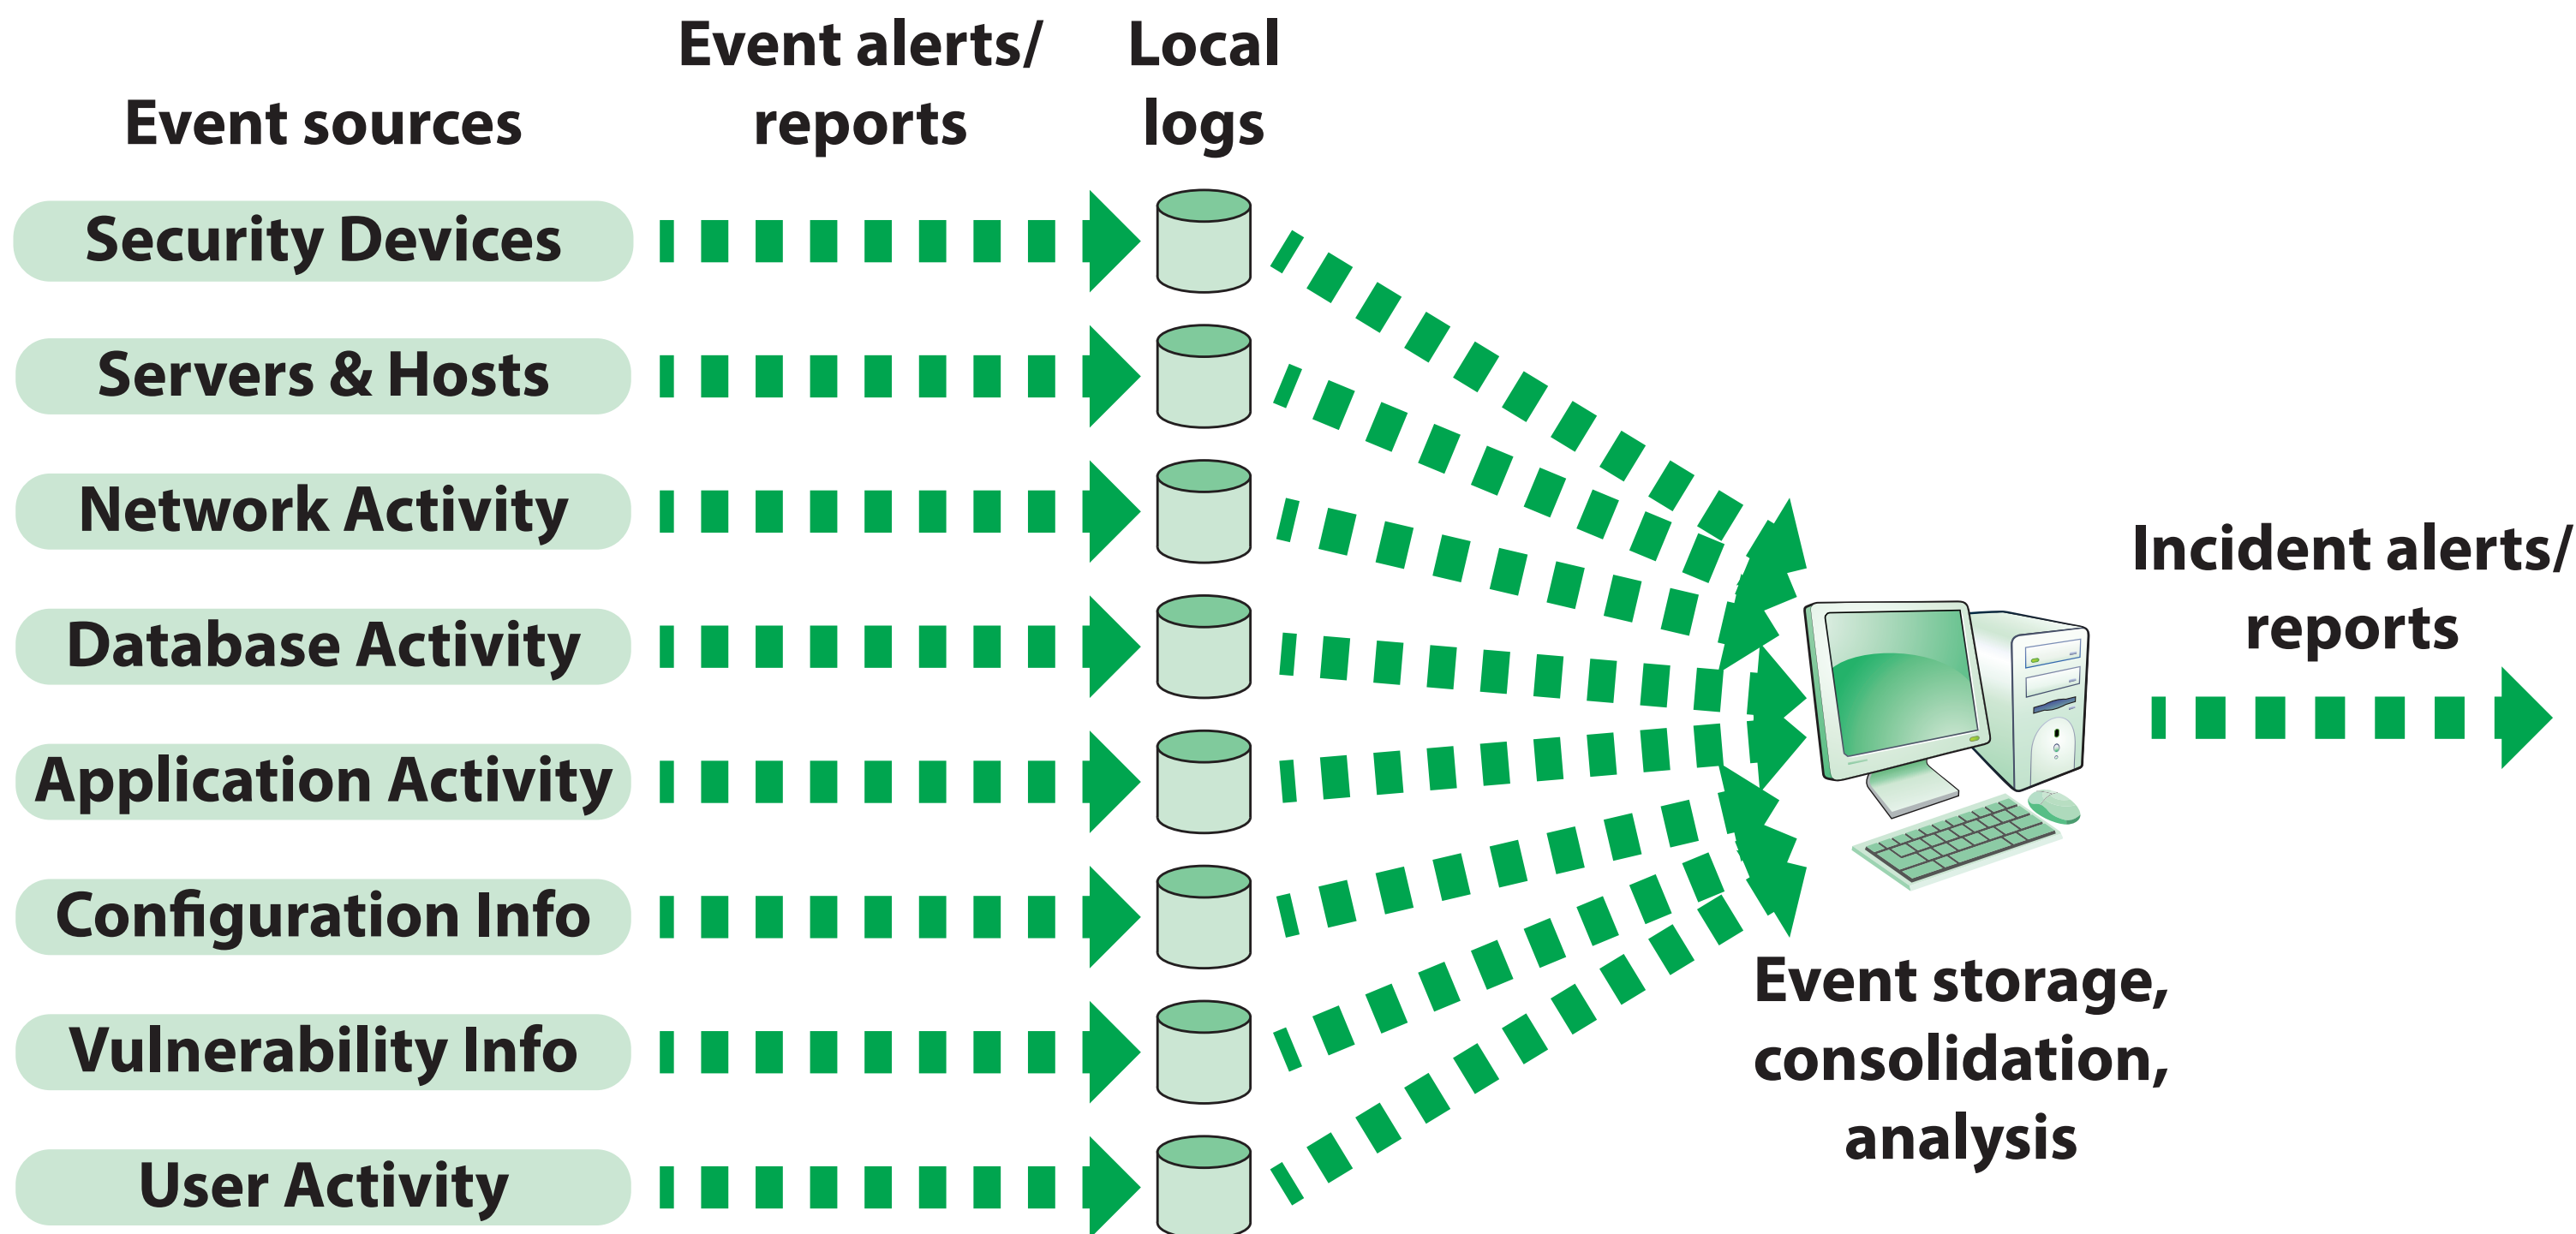 Event sources
Event alerts/
reports
Local
logs
Security Devices
Servers & Hosts
Network Activity
Database Activity
Application Activity
Configuration Info
Vulnerability Info
User Activity
Event storage,
consolidation,
analysis
Incident alerts/
reports